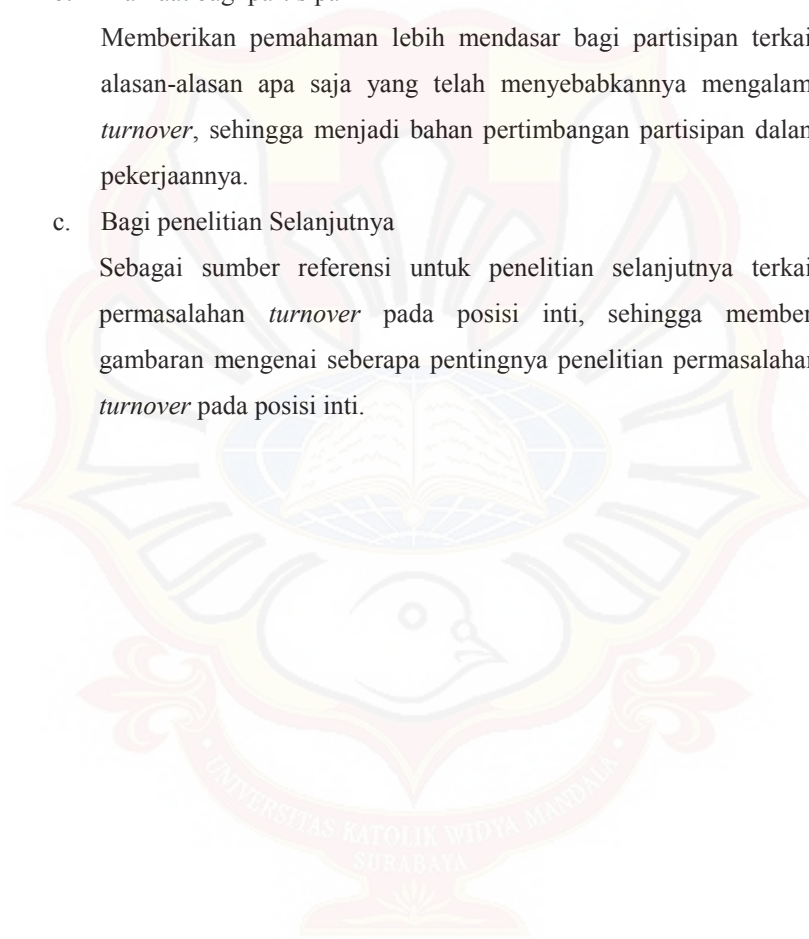 Memberikan pemahaman lebih mendasar bagi partisipan terkai
alasan-alasan apa saja yang telah menyebabkannya mengalam
turnover, sehingga menjadi bahan pertimbangan partisipan dalam
pekerjaannya.
c. Bagi penelitian Selanjutnya
Sebagai sumber referensi untuk penelitian selanjutnya terkai
permasalahan turnover pada posisi inti, sehingga member
gambaran mengenai seberapa pentingnya penelitian permasalahan
turnover pada posisi inti.
UNIVERSITAS KATOLIK WIDYA MANDALA
SURABAYA